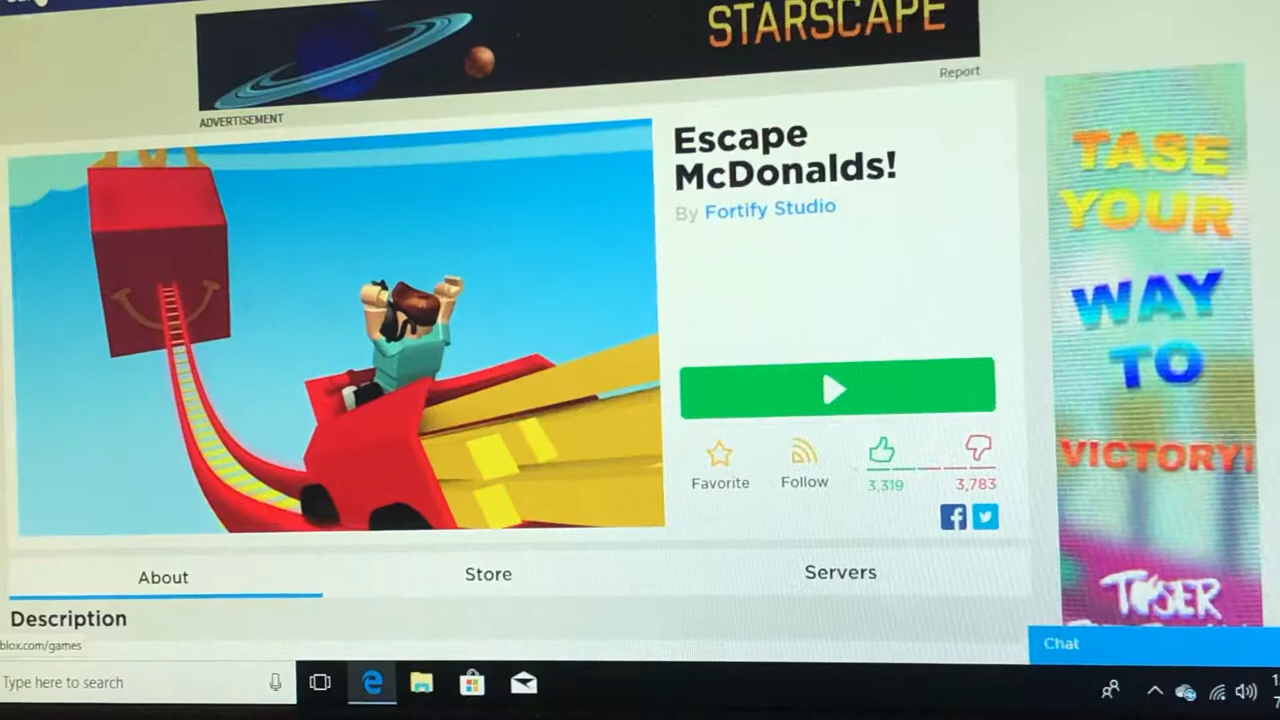 STARSCAPE
Report
ADVERTISEMENT
Escape
McDonalds!
By Fortify Studio
Favorite
Follow
3,319
3,783
TASE
YOUR
WAY
TO
VICTORY!
About
Store
Servers
Description
blox.com/games
Chat
Type here to search